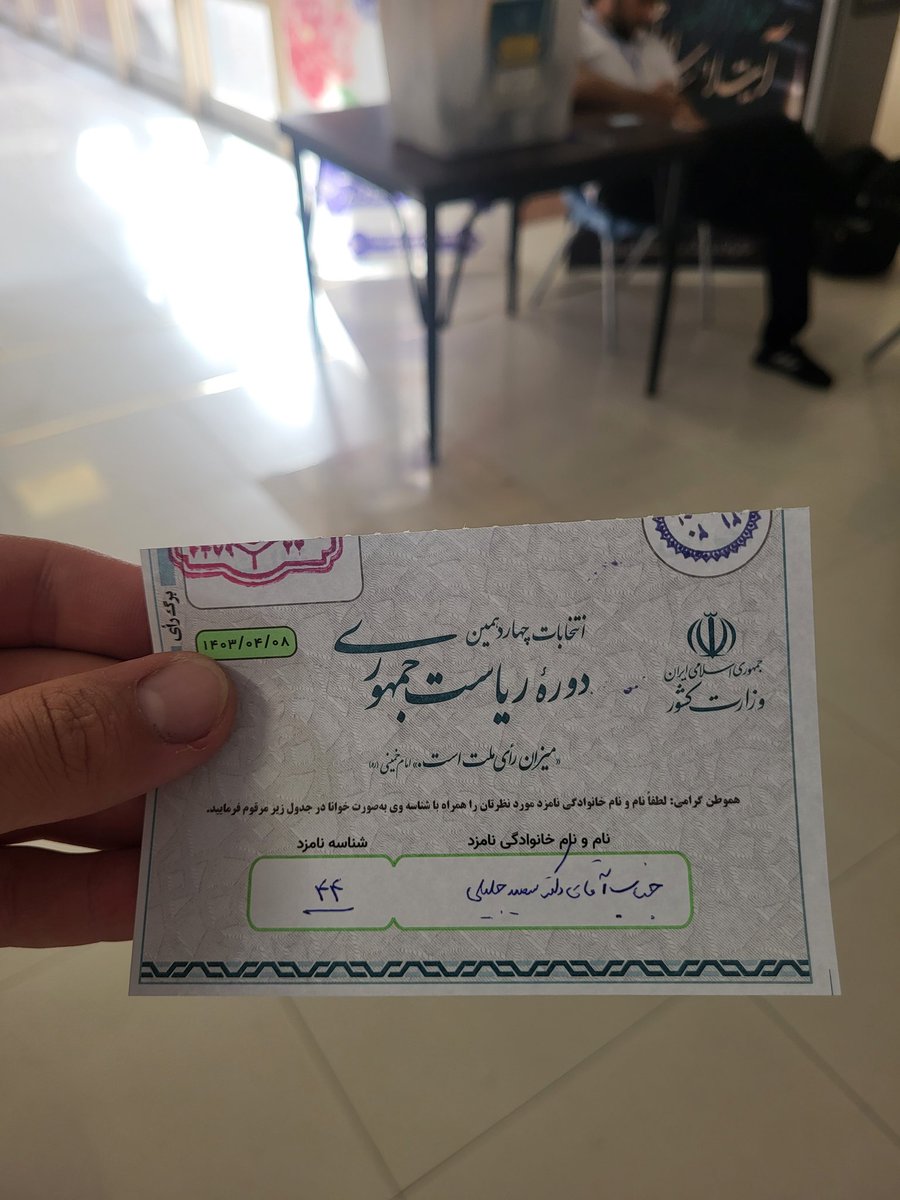 برگ رأی
۱۴۰۳/۰۴/۰۸
انتخابات چهاردهمین
دورهٔ ریاست جمهوری
جمهوری اسلامی ایران
وزارت کشور
«میزان رأی ملت است.» امام خمینی (ره)
هموطن گرامی: لطفاً نام و نام خانوادگی نامزد مورد نظرتان را همراه با شناسه وی به‌صورت خوانا در جدول زیر مرقوم فرمایید.
نام و نام خانوادگی نامزد
شناسه نامزد
جناب آقای دکتر سعید جلیلی
۴۴